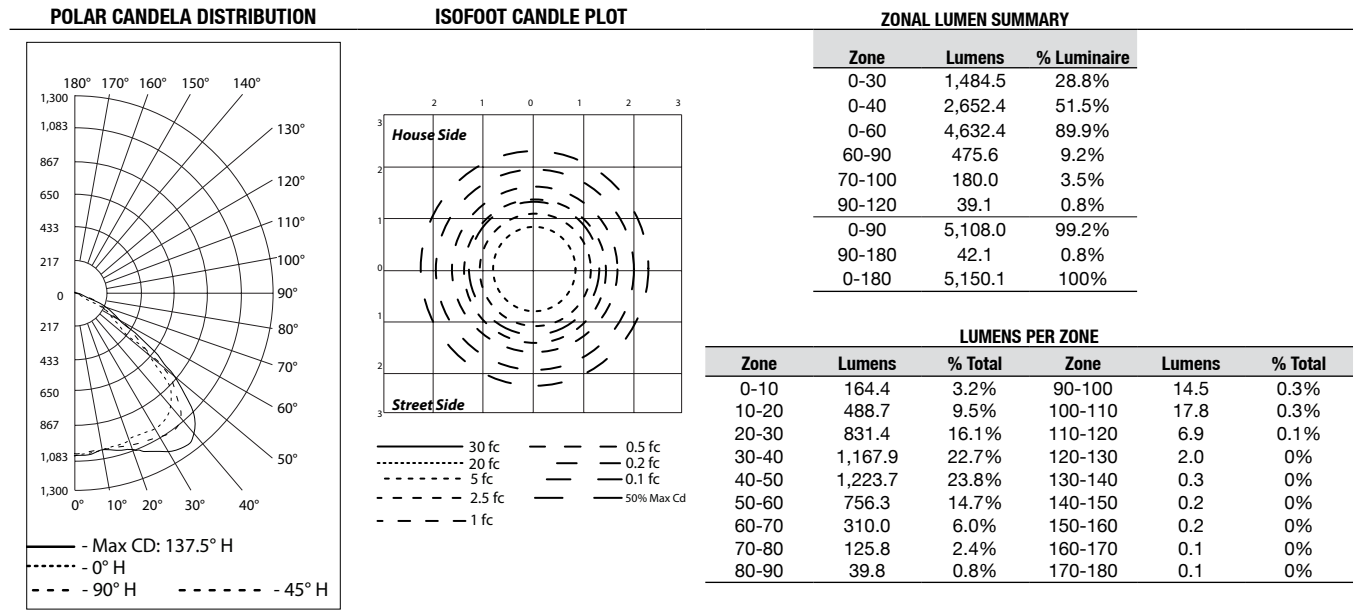 POLAR CANDELA DISTRIBUTION
180° 170° 160° 150° 140°
130°
120°
110°
100°
90°
80°
70°
60°
50°
0° 10° 20° 30° 40°
1,300
1,083
867
650
433
217
0
217
433
650
867
1,083
1,300
- Max CD: 137.5° H
- 0° H
- 90° H - 45° H
ISOFOOT CANDLE PLOT
2 1 0 1 2 3
3
2
1
0
1
2
3
House Side
Street Side
30 fc 0.5 fc
20 fc 0.2 fc
5 fc 0.1 fc
2.5 fc 50% Max Cd
1 fc
ZONAL LUMEN SUMMARY
Zone Lumens % Luminaire
0-30 1,484.5 28.8%
0-40 2,652.4 51.5%
0-60 4,632.4 89.9%
60-90 475.6 9.2%
70-100 180.0 3.5%
90-120 39.1 0.8%
0-90 5,108.0 99.2%
90-180 42.1 0.8%
0-180 5,150.1 100%
LUMENS PER ZONE
Zone Lumens % Total Zone Lumens % Total
0-10 164.4 3.2% 90-100 14.5 0.3%
10-20 488.7 9.5% 100-110 17.8 0.3%
20-30 831.4 16.1% 110-120 6.9 0.1%
30-40 1,167.9 22.7% 120-130 2.0 0%
40-50 1,223.7 23.8% 130-140 0.3 0%
50-60 756.3 14.7% 140-150 0.2 0%
60-70 310.0 6.0% 150-160 0.2 0%
70-80 125.8 2.4% 160-170 0.1 0%
80-90 39.8 0.8% 170-180 0.1 0%